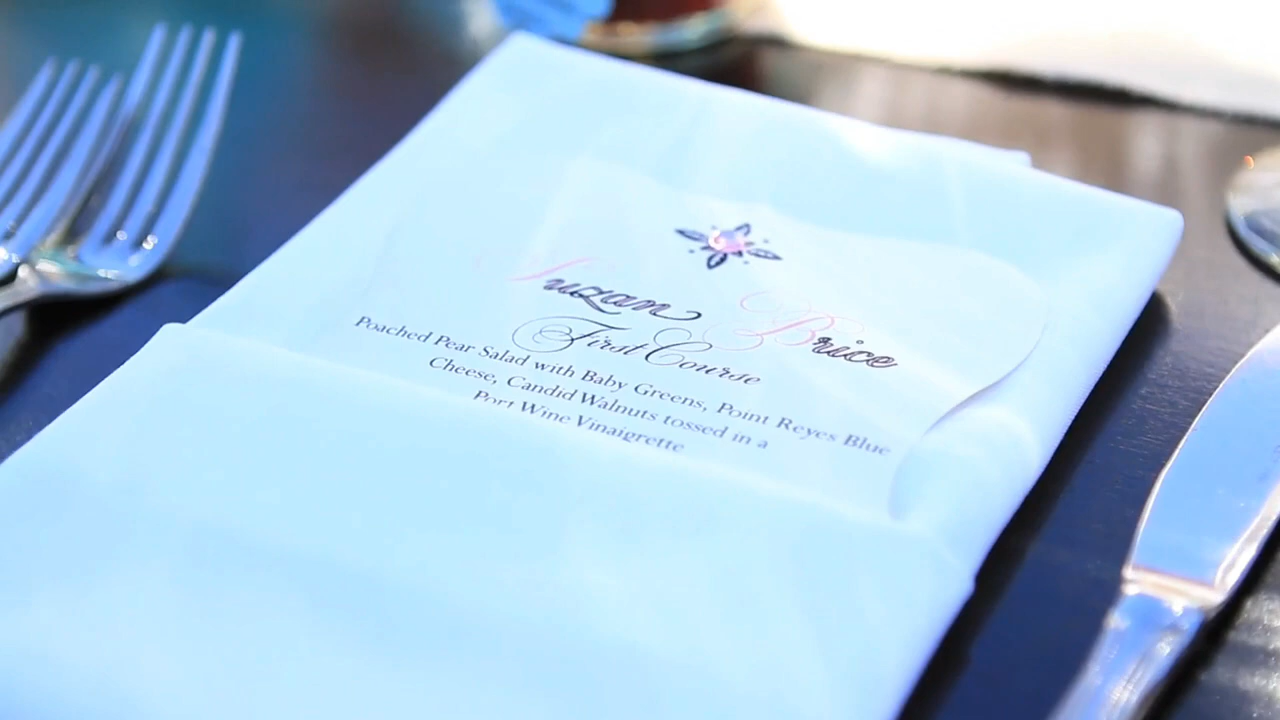 Suzan Brice
First Course
Poached Pear Salad with Baby Greens, Point Reyes Blue
Cheese, Candid Walnuts tossed in a
Port Wine Vinaigrette